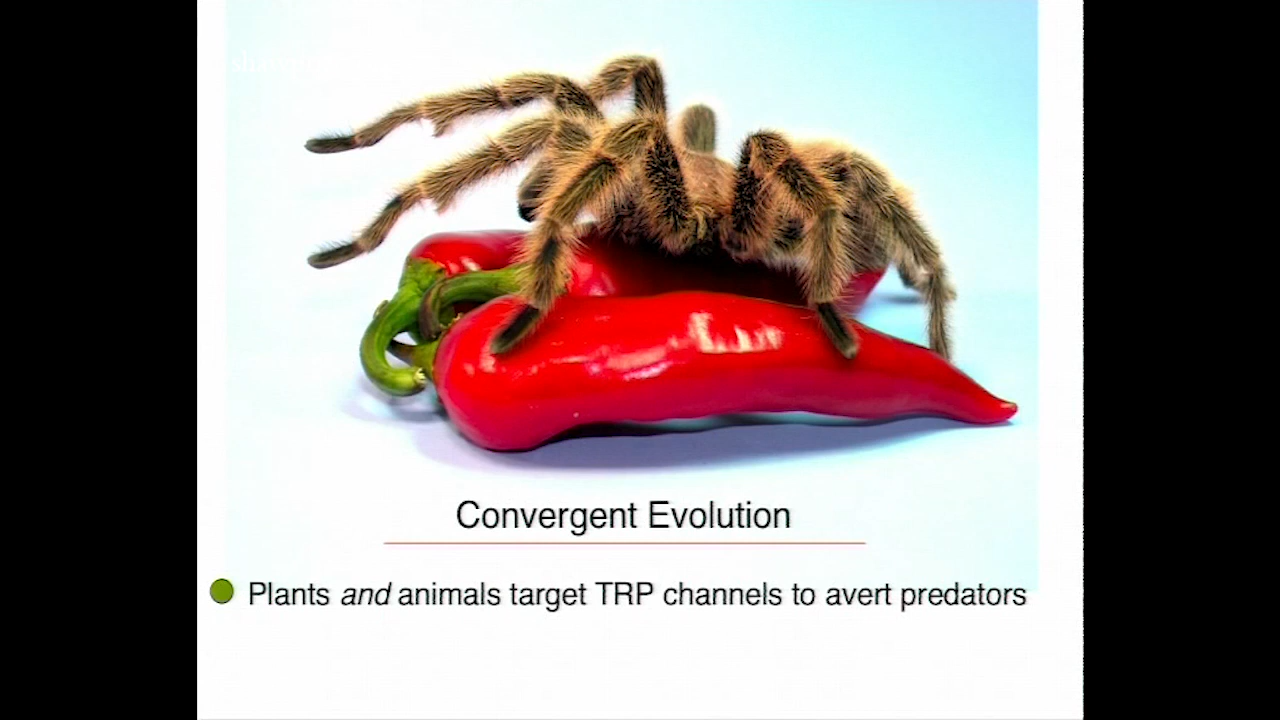 Convergent Evolution
Plants and animals target TRP channels to avert predators